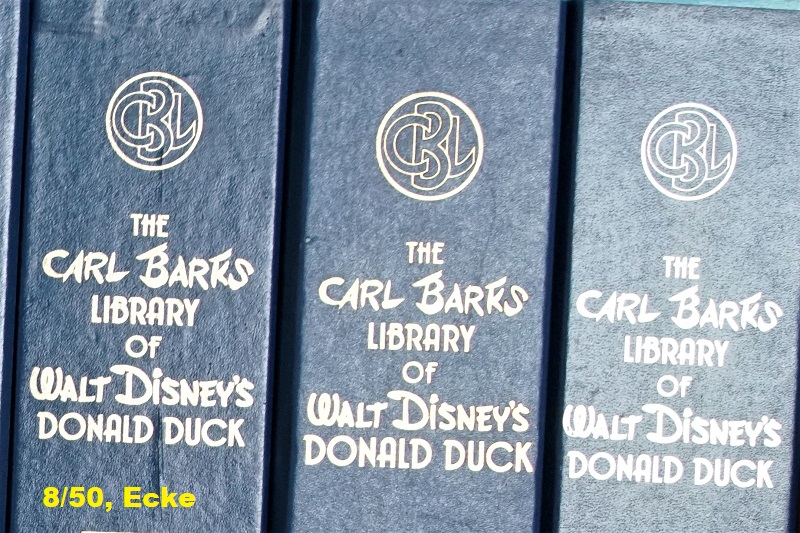 CBL
THE
CARL BARKS
LIBRARY
OF
WALT DISNEY'S
DONALD DUCK
CBL
THE
CARL BARKS
LIBRARY
OF
WALT DISNEY'S
DONALD DUCK
CBL
THE
CARL BARKS
LIBRARY
OF
WALT DISNEY'S
DONALD DUCK
8/50, Ecke